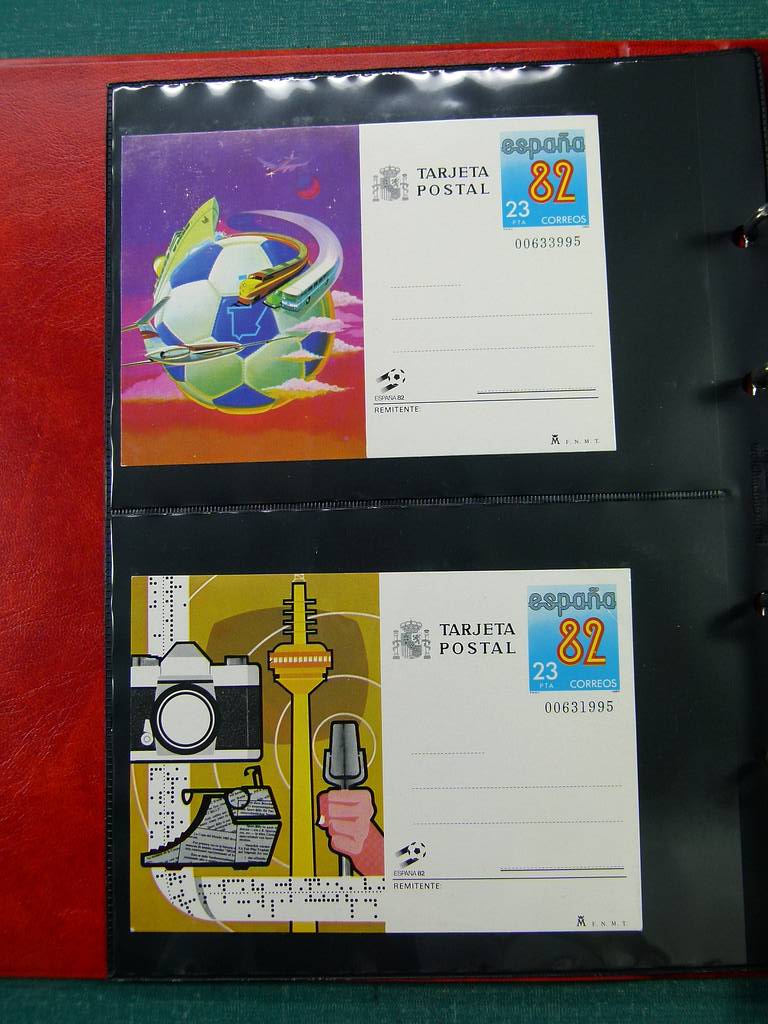 TARJETA
POSTAL
españa
82
23
PTA
CORREOS
00633995
ESPAÑA 82
REMITENTE:
F. N. M. T.
TARJETA
POSTAL
españa
82
23
PTA
CORREOS
00631995
ESPAÑA 82
REMITENTE:
F. N. M. T.